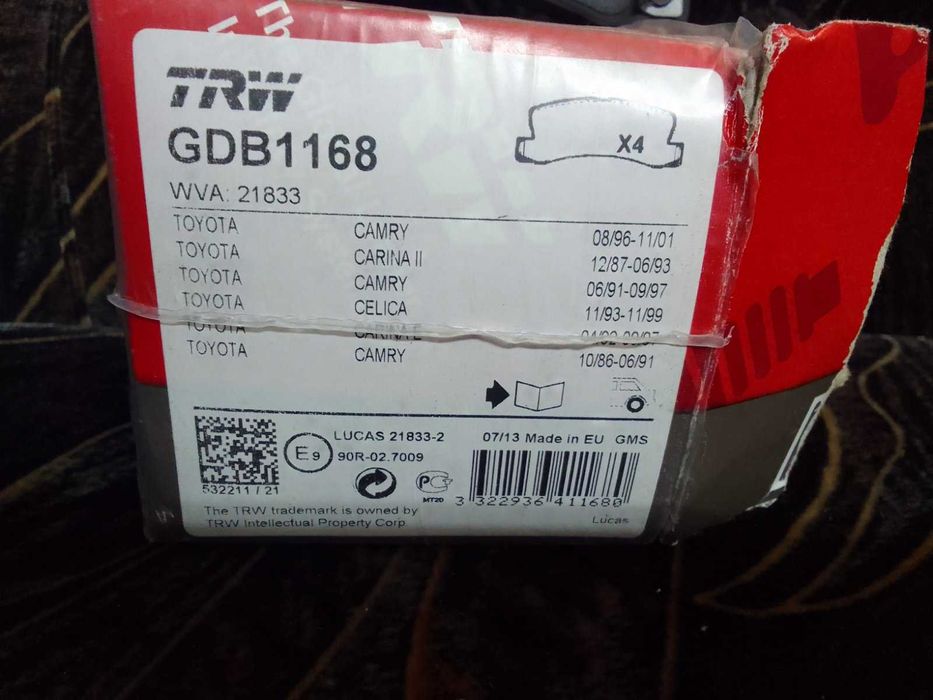 TRW
GDB1168
X4
WVA: 21833
TOYOTA CAMRY 08/96-11/01
TOYOTA CARINA II 12/87-06/93
TOYOTA CAMRY 06/91-09/97
TOYOTA CELICA 11/93-11/99
TOYOTA CARINA E
TOYOTA CAMRY 10/86-06/91
E9
LUCAS 21833-2
90R-02.7009
07/13 Made in EU GMS
532211 / 21
MT20
3 322936 411680
The TRW trademark is owned by
TRW Intellectual Property Corp
Lucas